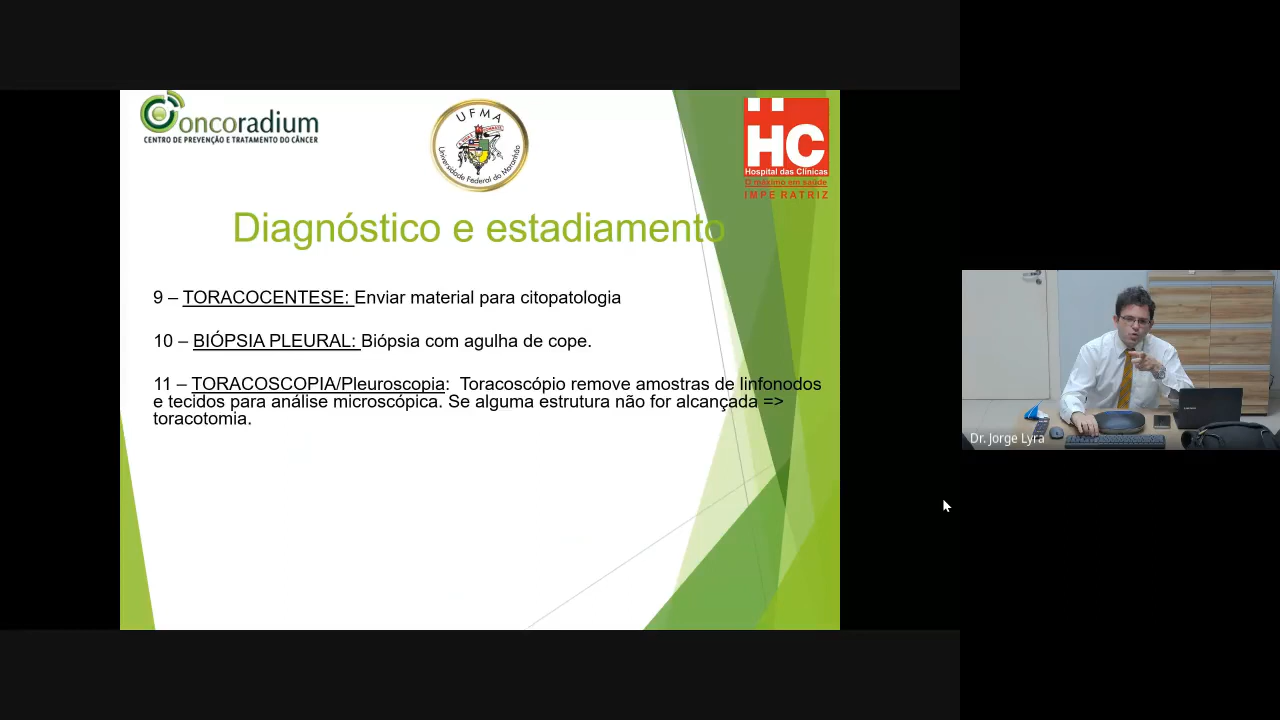 oncoradium
CENTRO DE PREVENÇÃO E TRATAMENTO DO CÂNCER
UFMA
Universidade Federal do Maranhão
HC
Hospital das Clínicas
O máximo em saúde
IMPERATRIZ
Diagnóstico e estadiamento
9 – TORACOCENTESE: Enviar material para citopatologia
10 – BIÓPSIA PLEURAL: Biópsia com agulha de cope.
11 – TORACOSCOPIA/Pleuroscopia: Toracoscópio remove amostras de linfonodos
e tecidos para análise microscópica. Se alguma estrutura não for alcançada =>
toracotomia.
Dr. Jorge Lyra